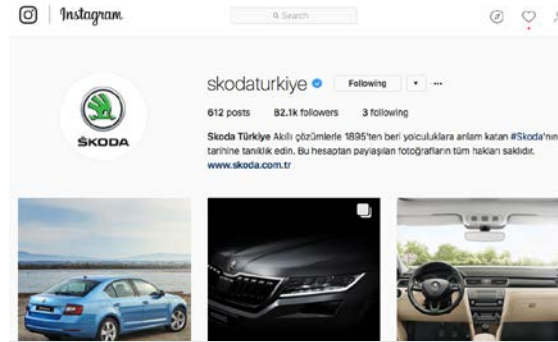 Instagram
Search
skodaturkiye
Following
612 posts 82.1k followers 3 following
ŠKODA
Skoda Türkiye Akıllı çözümlerle 1895'ten beri yolculuklara anlam katan #Skoda'nın
tarihine tanıklık edin. Bu hesaptan paylaşılan fotoğrafların tüm hakları saklıdır.
www.skoda.com.tr